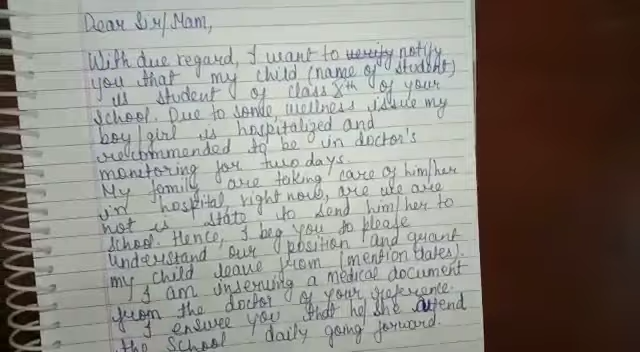 Dear Sir/Mam,
With due regard, I want to verify notify
you that my child (name of student)
is student of class 8th of your
school. Due to some wellness issue my
boy/girl is hospitalized and
recommended to be in doctor's
monetoring for two days.
My family are taking care of him/her
in hospital, right now, are we are
not is state to send him/her to
school. Hence, I beg you to please
understand our position and grant
my child leave from (mention dates).
I am inserving a medical document
from the doctor of your reference.
I ensure you that he/she attend
the school daily going forward.